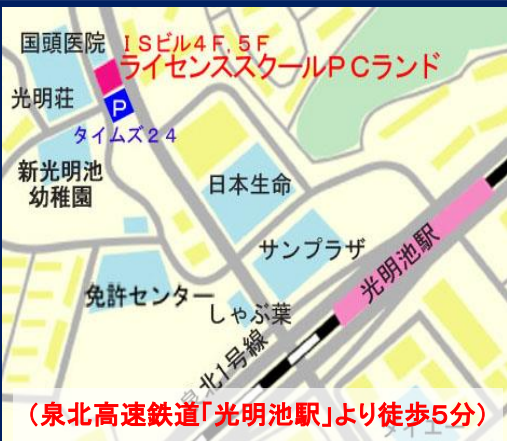 国頭医院
ISビル4F,5F
ライセンススクールPCランド
光明荘
P
タイムズ24
新光明池
幼稚園
日本生命
サンプラザ
光明池駅
免許センター
しゃぶ葉
泉北1号線
(泉北高速鉄道「光明池駅」より徒歩5分)